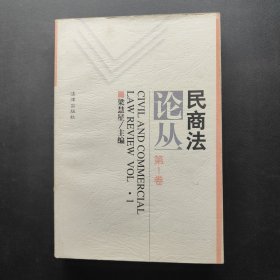 民商法
论丛
第1卷
CIVIL AND COMMERCIAL
LAW REVIEW VOL·1
梁慧星/主编
法律出版社